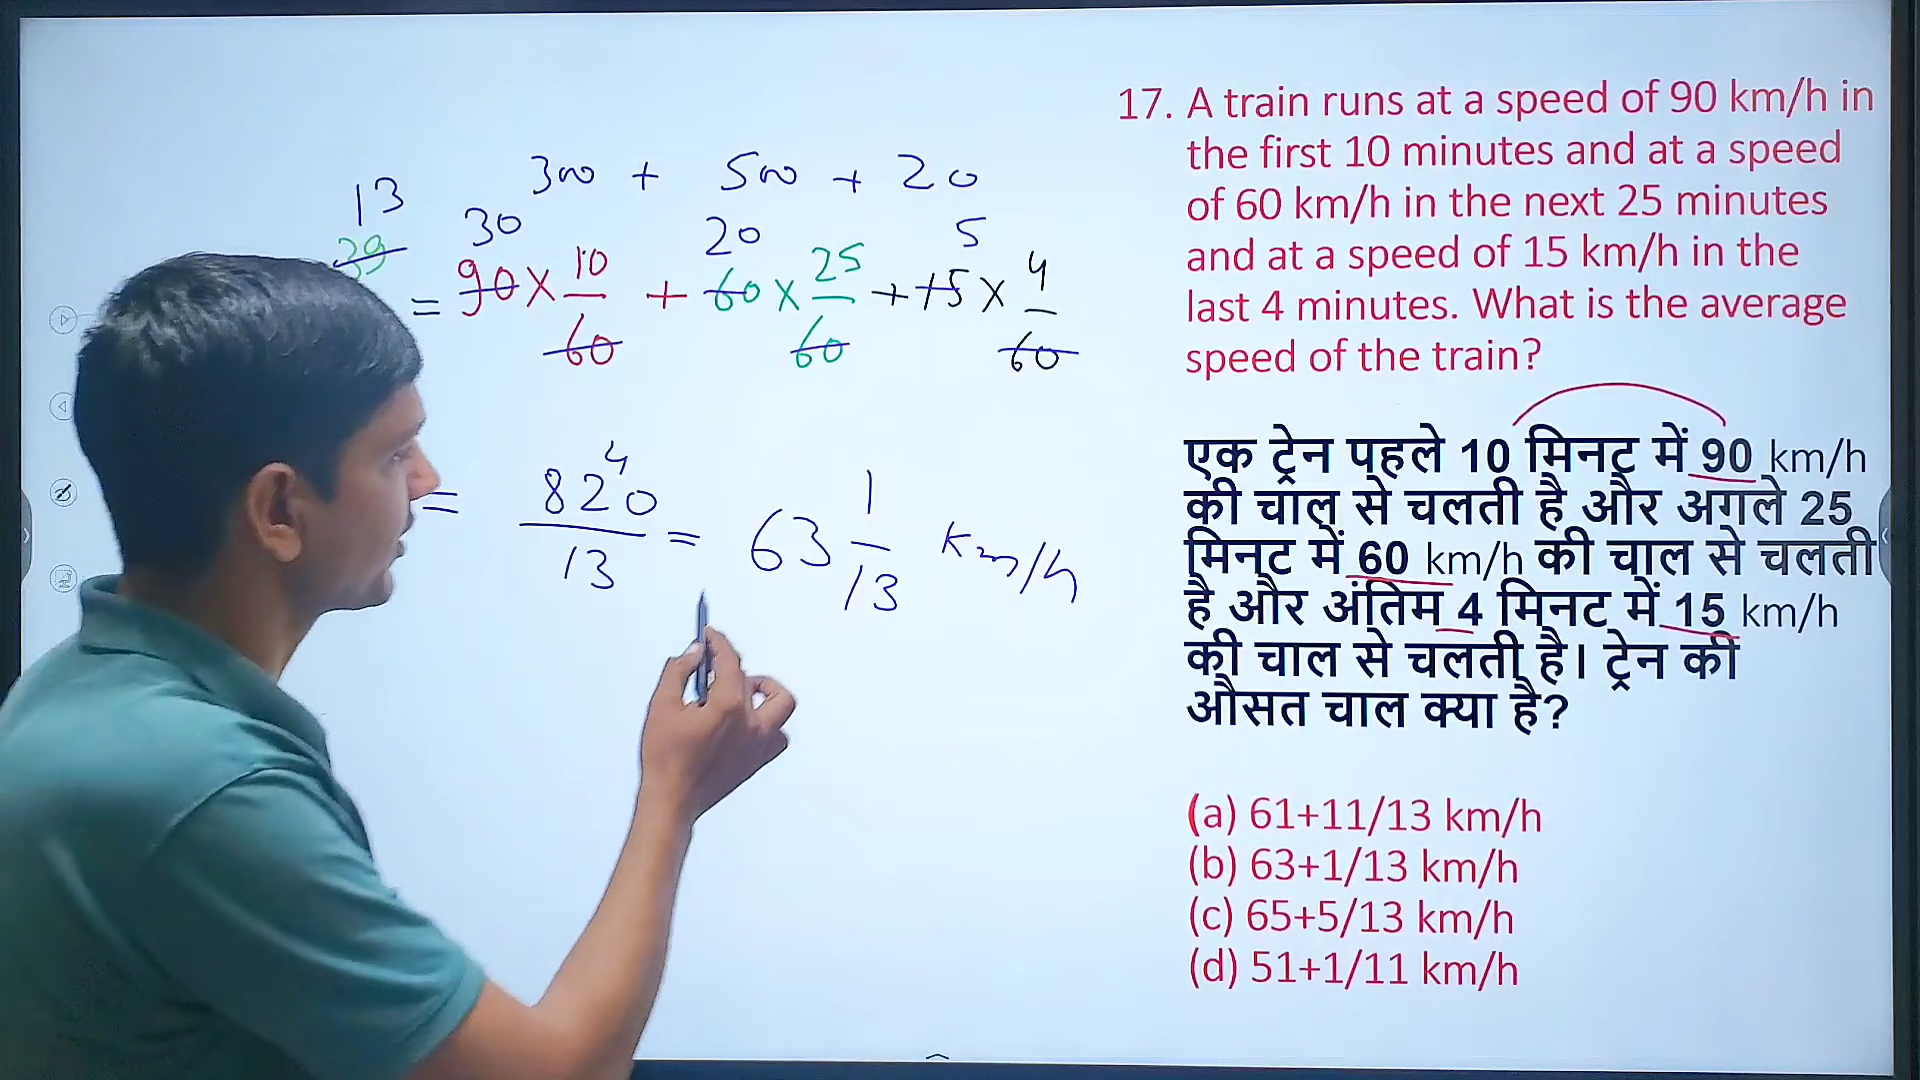 300 + 500 + 20
13 30 20 5
39 = 90 × 10/60 + 60 × 25/60 + 15 × 4/60
= 820/13 = 63 1/13 Km/h
4
17. A train runs at a speed of 90 km/h in
the first 10 minutes and at a speed
of 60 km/h in the next 25 minutes
and at a speed of 15 km/h in the
last 4 minutes. What is the average
speed of the train?
एक ट्रेन पहले 10 मिनट में 90 km/h
की चाल से चलती है और अगले 25
मिनट में 60 km/h की चाल से चलती
है और अंतिम 4 मिनट में 15 km/h
की चाल से चलती है। ट्रेन की
औसत चाल क्या है?
(a) 61+11/13 km/h
(b) 63+1/13 km/h
(c) 65+5/13 km/h
(d) 51+1/11 km/h